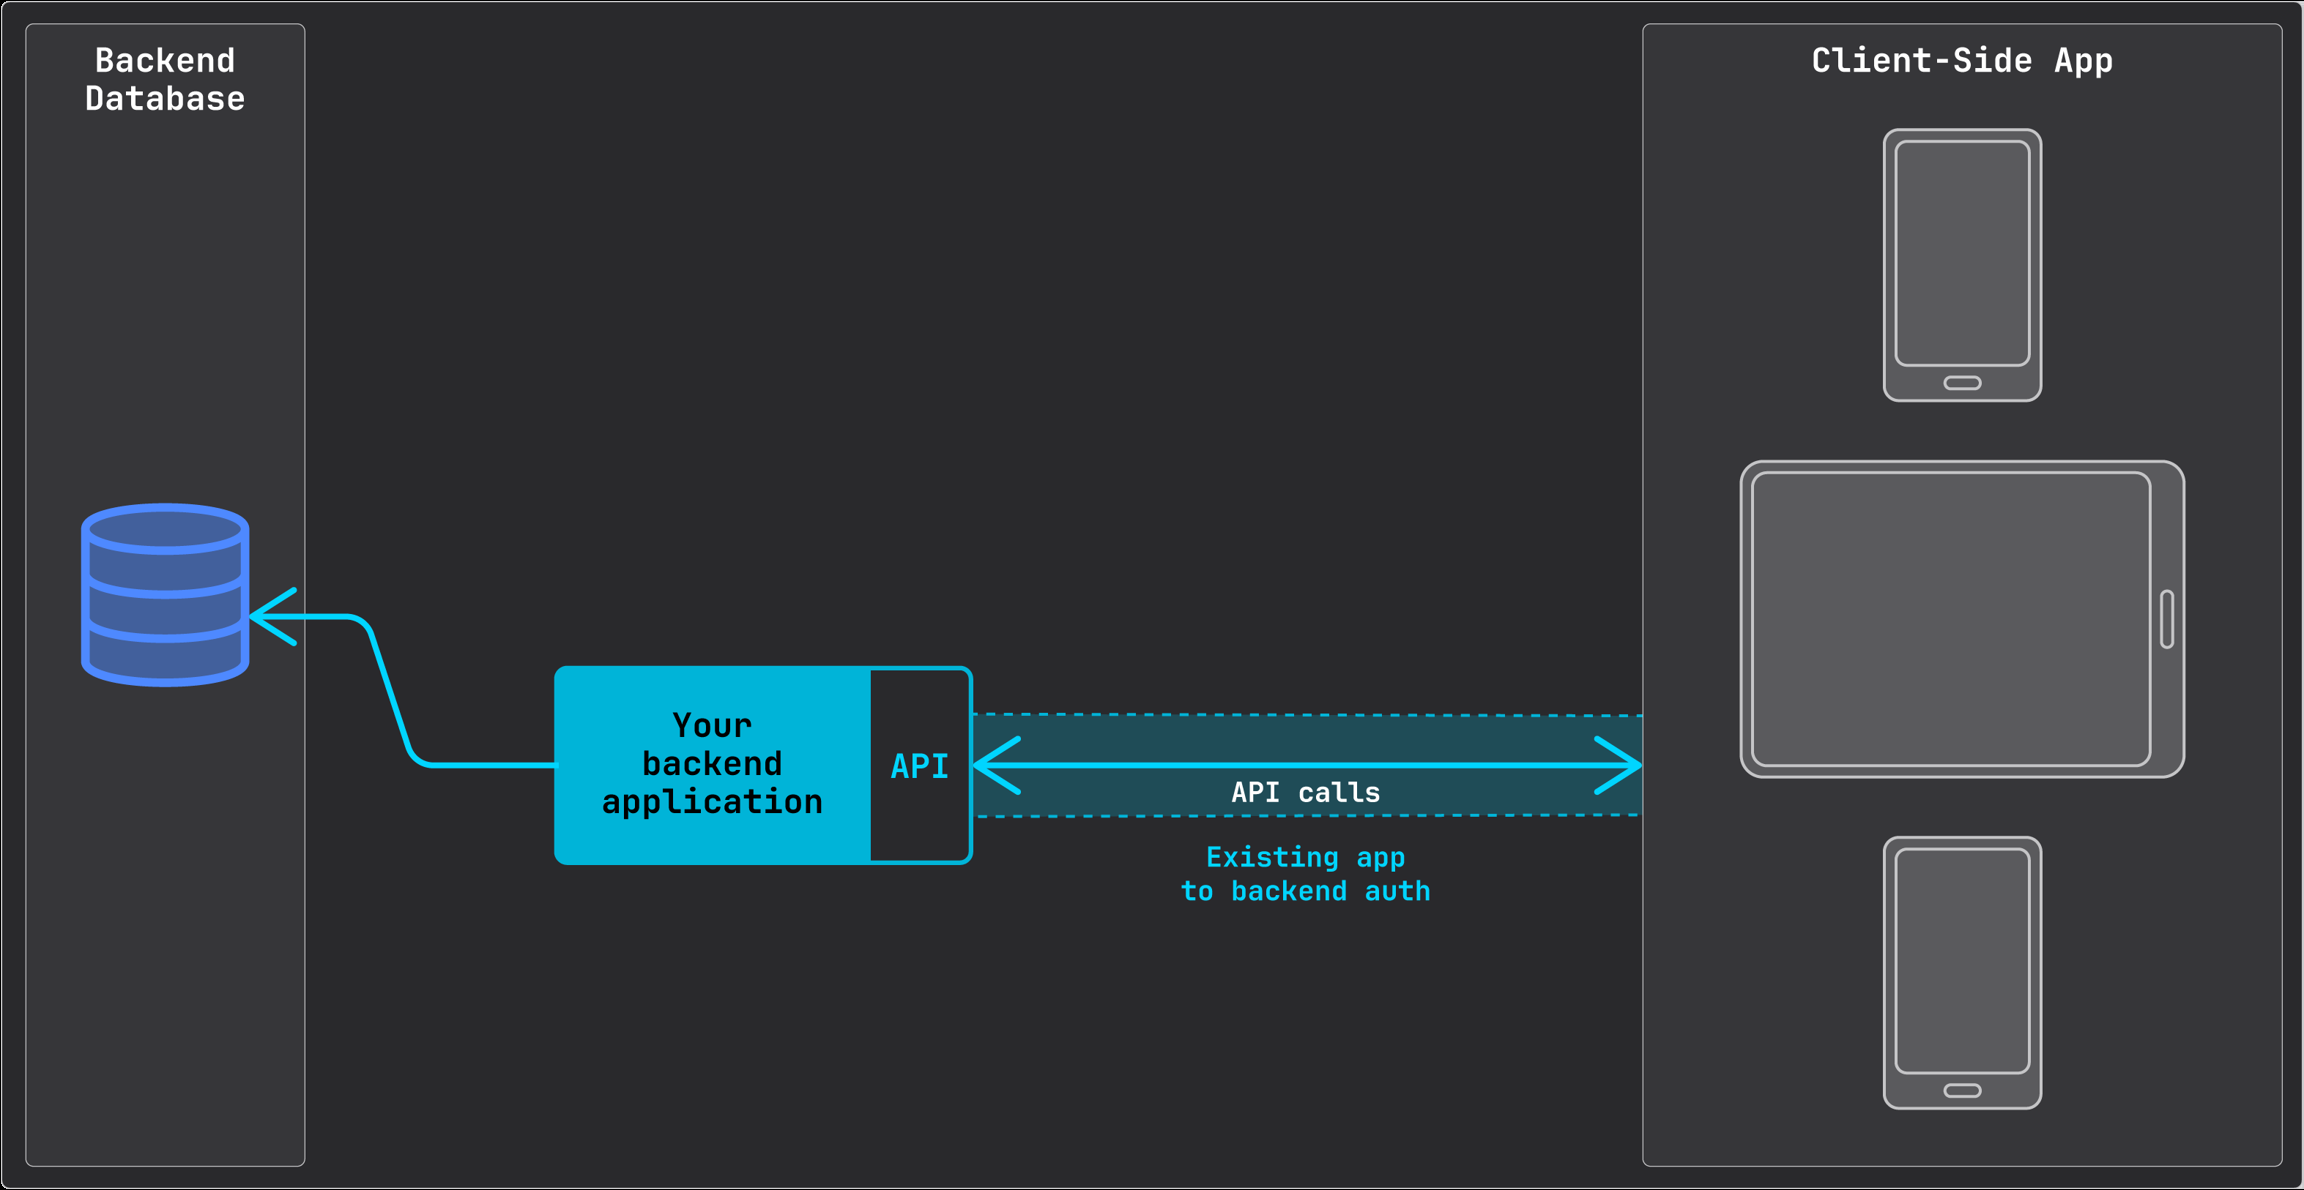 Backend
Database
Client-Side App
Your
backend
application
API
API calls
Existing app
to backend auth